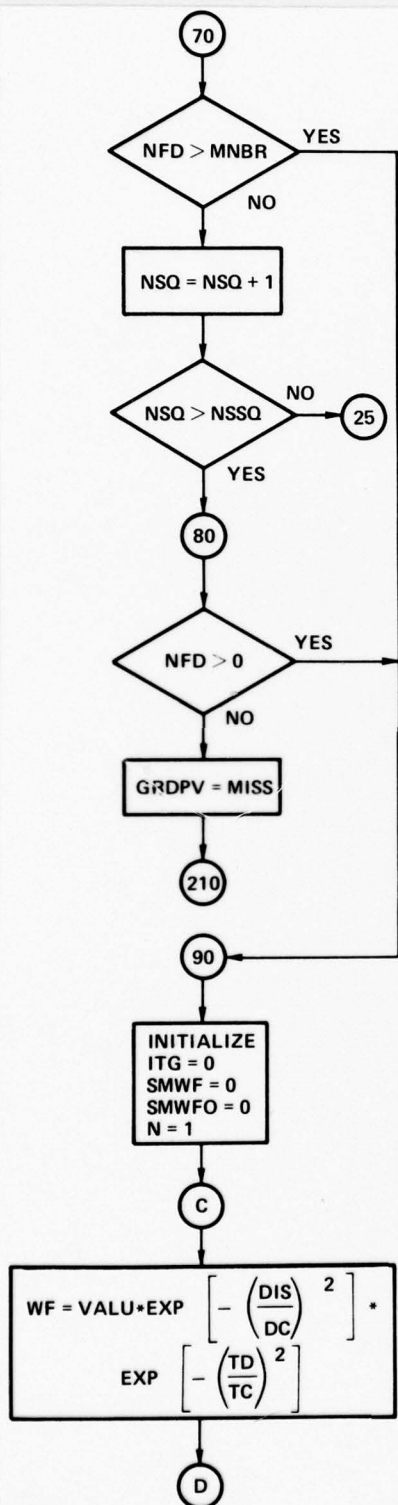 70
NFD > MNBR
YES
NO
NSQ = NSQ + 1
NSQ > NSSQ
NO
25
YES
80
NFD > 0
YES
NO
GRDPV = MISS
210
90
INITIALIZE
ITG = 0
SMWF = 0
SMWFO = 0
N = 1
C
WF = VALU*EXP [ - (DIS/DC) 2 ] *
EXP [ - (TD/TC) 2 ]
D